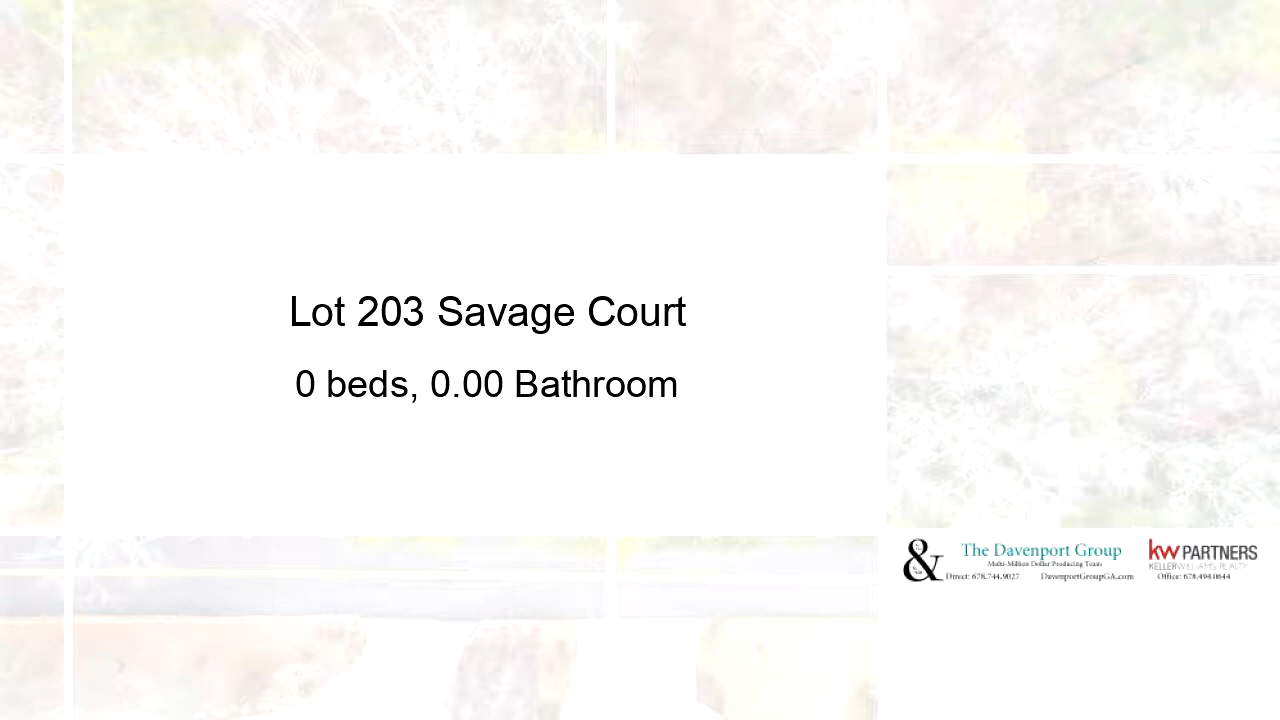 Lot 203 Savage Court
0 beds, 0.00 Bathroom
& The Davenport Group
Multi-Million Dollar Producing Team
Direct: 678.744.9027 DavenportGroupGA.com
kw PARTNERS
KELLERWILLIAMS. REALTY
Office: 678.494.0644